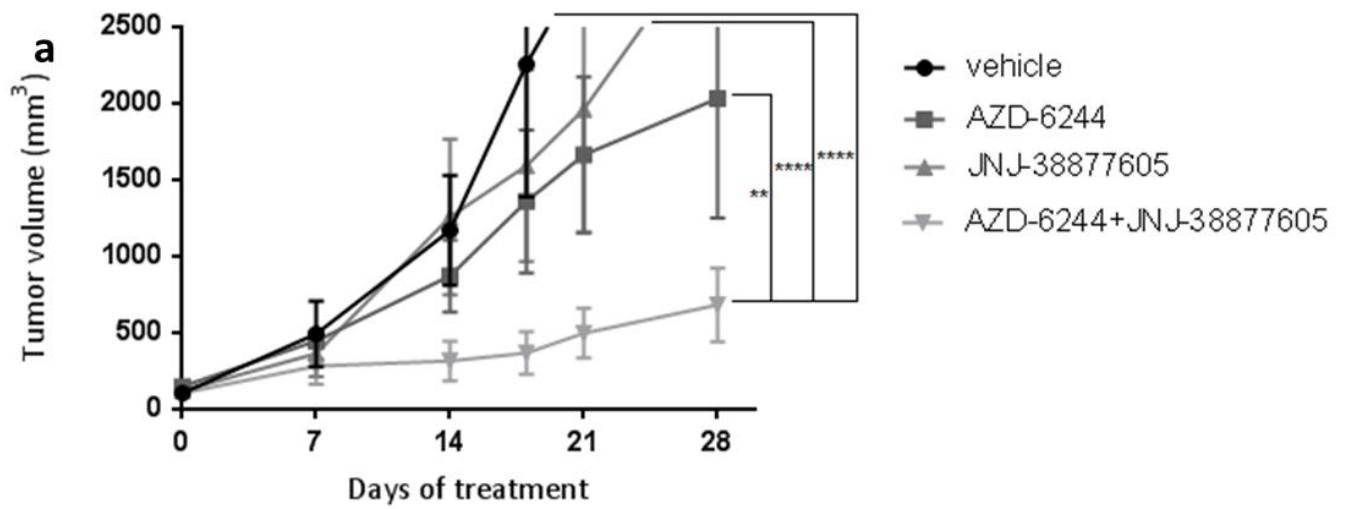 a
Tumor volume (mm³)
2500
2000
1500
1000
500
0
0 7 14 21 28
Days of treatment
**
****
****
vehicle
AZD-6244
JNJ-38877605
AZD-6244+JNJ-38877605